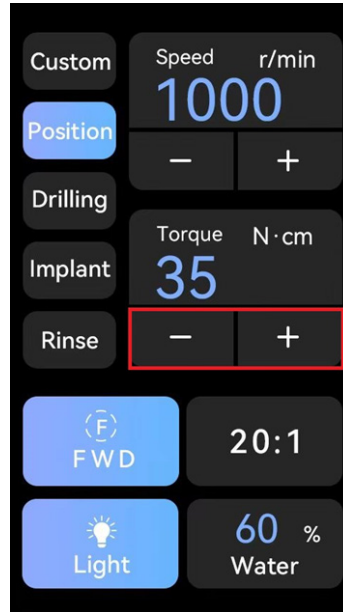 Custom
Position
Drilling
Implant
Rinse
Speed r/min
1000
− +
Torque N·cm
35
− +
(F)
FWD
20:1
Light
60 %
Water